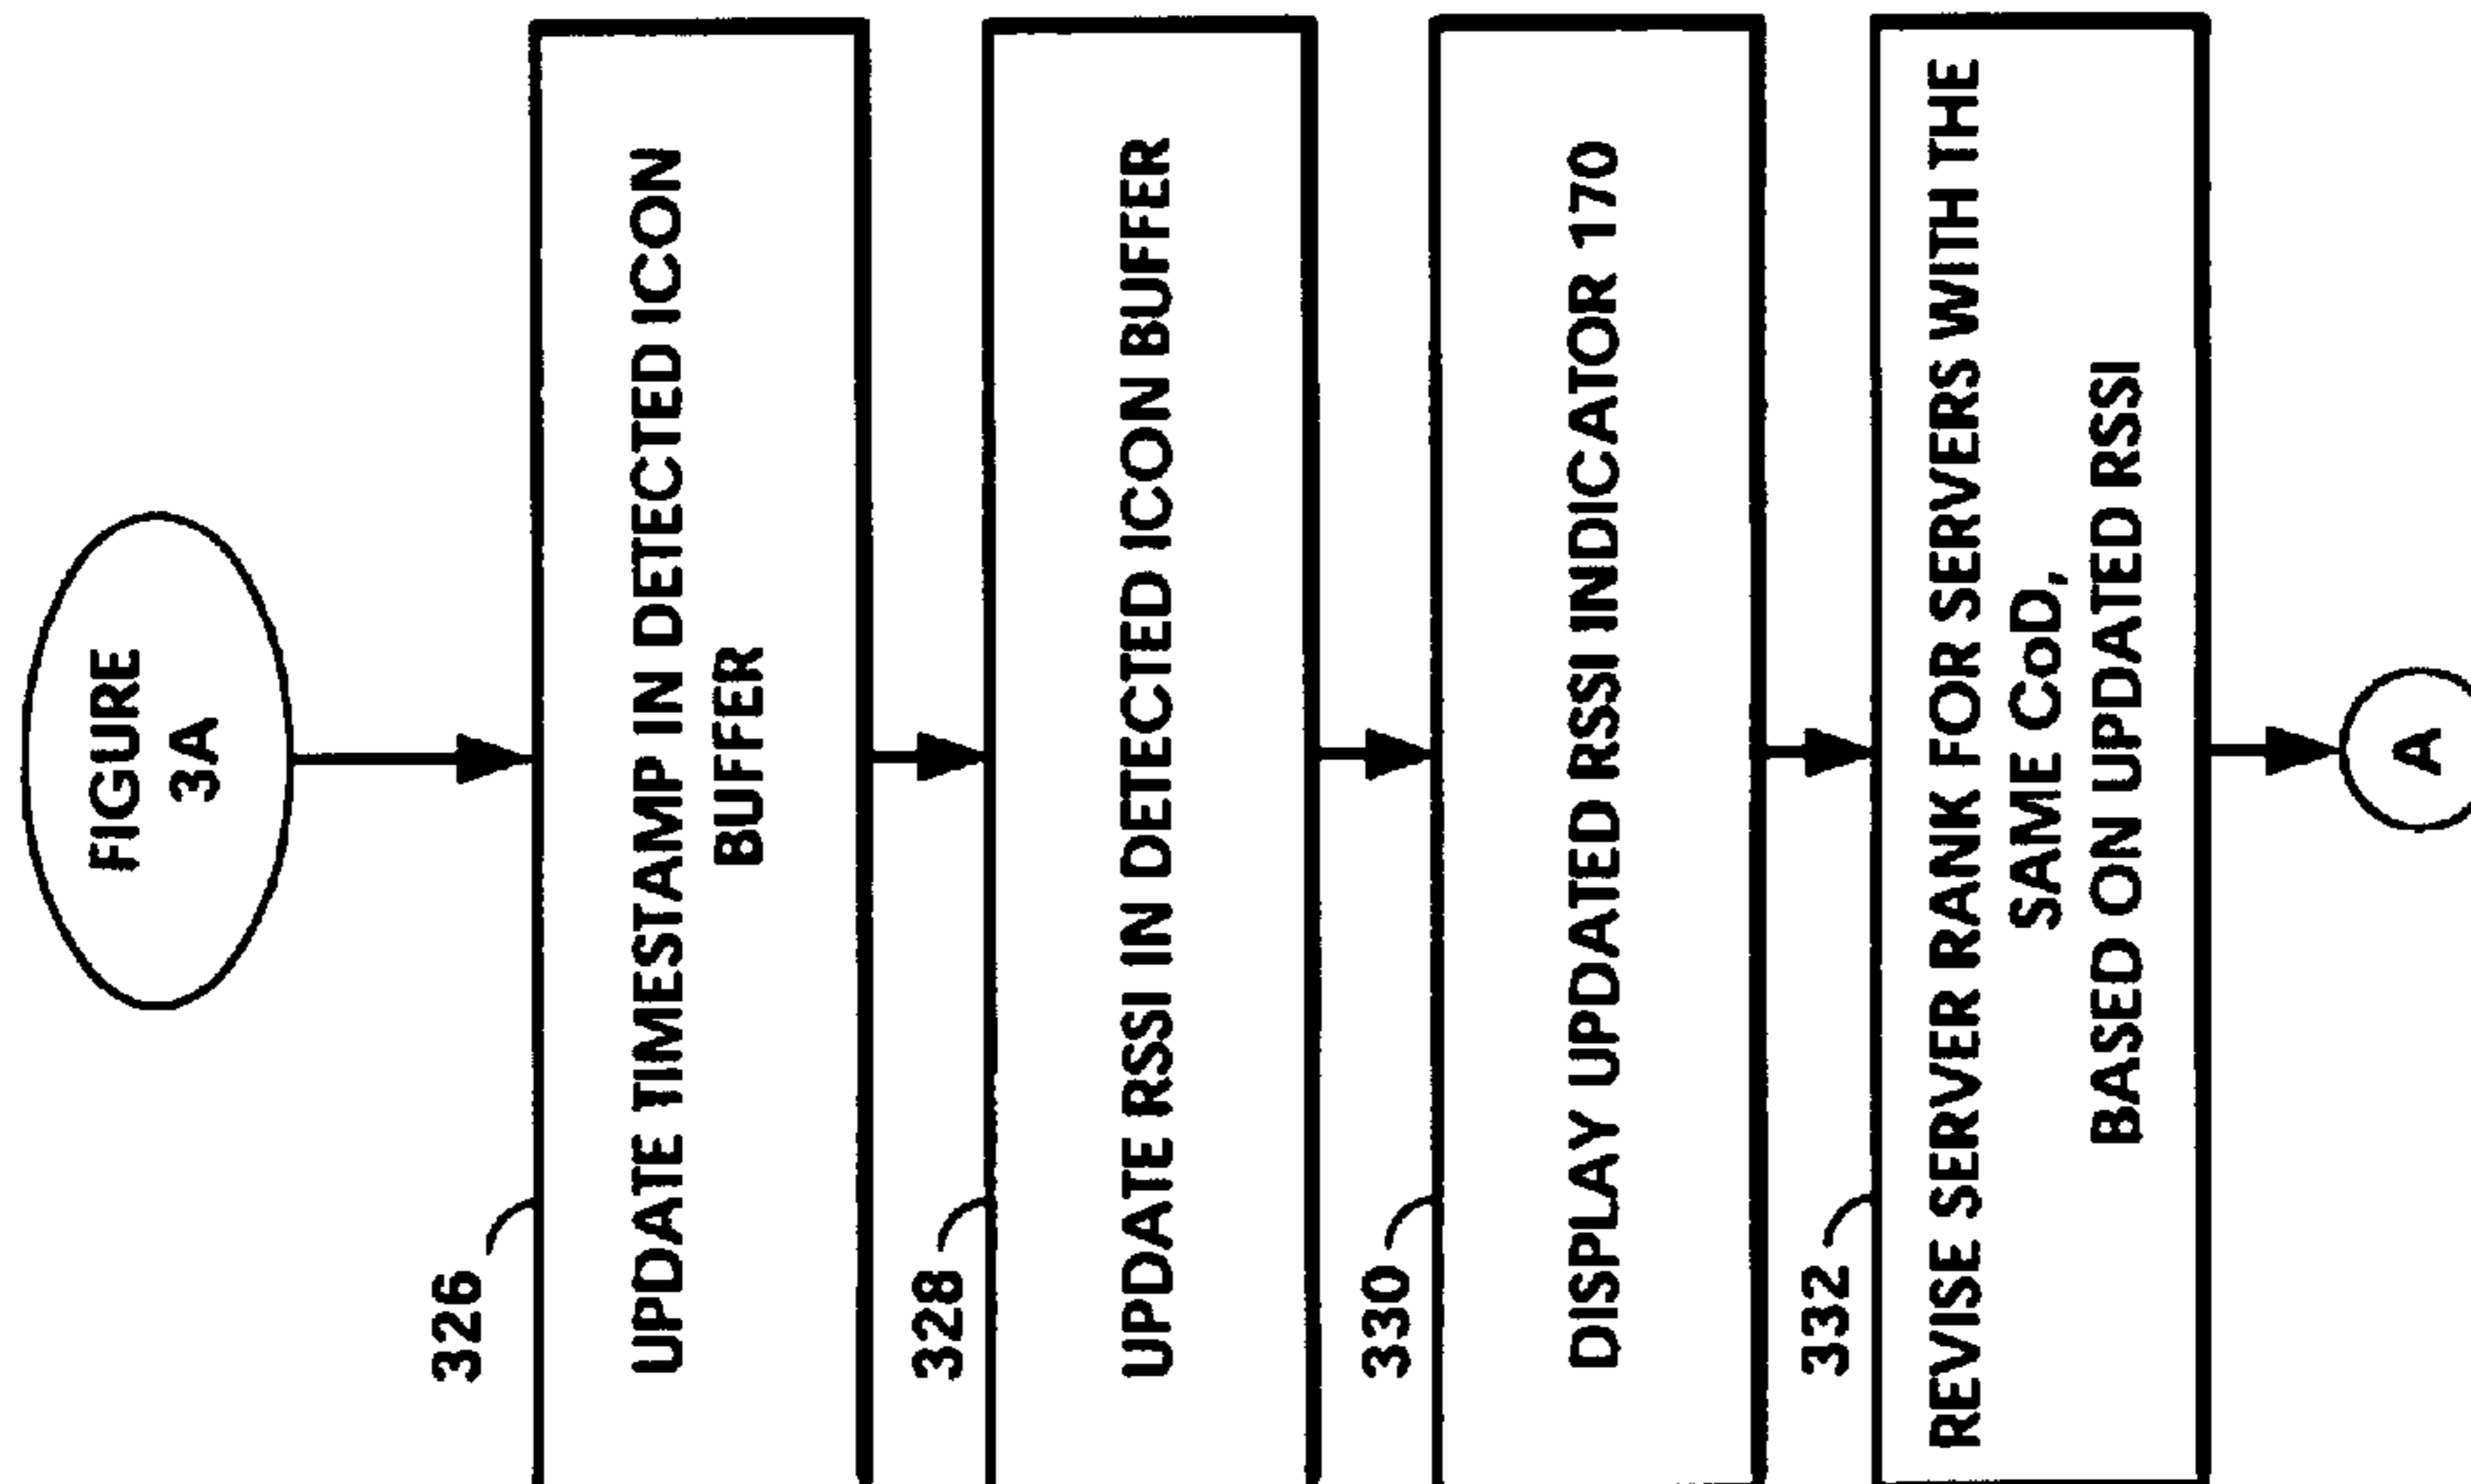 FIGURE
3A
326
UPDATE TIMESTAMP IN DETECTED ICON
BUFFER
328
UPDATE RSSI IN DETECTED ICON BUFFER
330
DISPLAY UPDATED RSSI INDICATOR 170
332
REVISE SERVER RANK FOR SERVERS WITH THE
SAME CoD,
BASED ON UPDATED RSSI
A